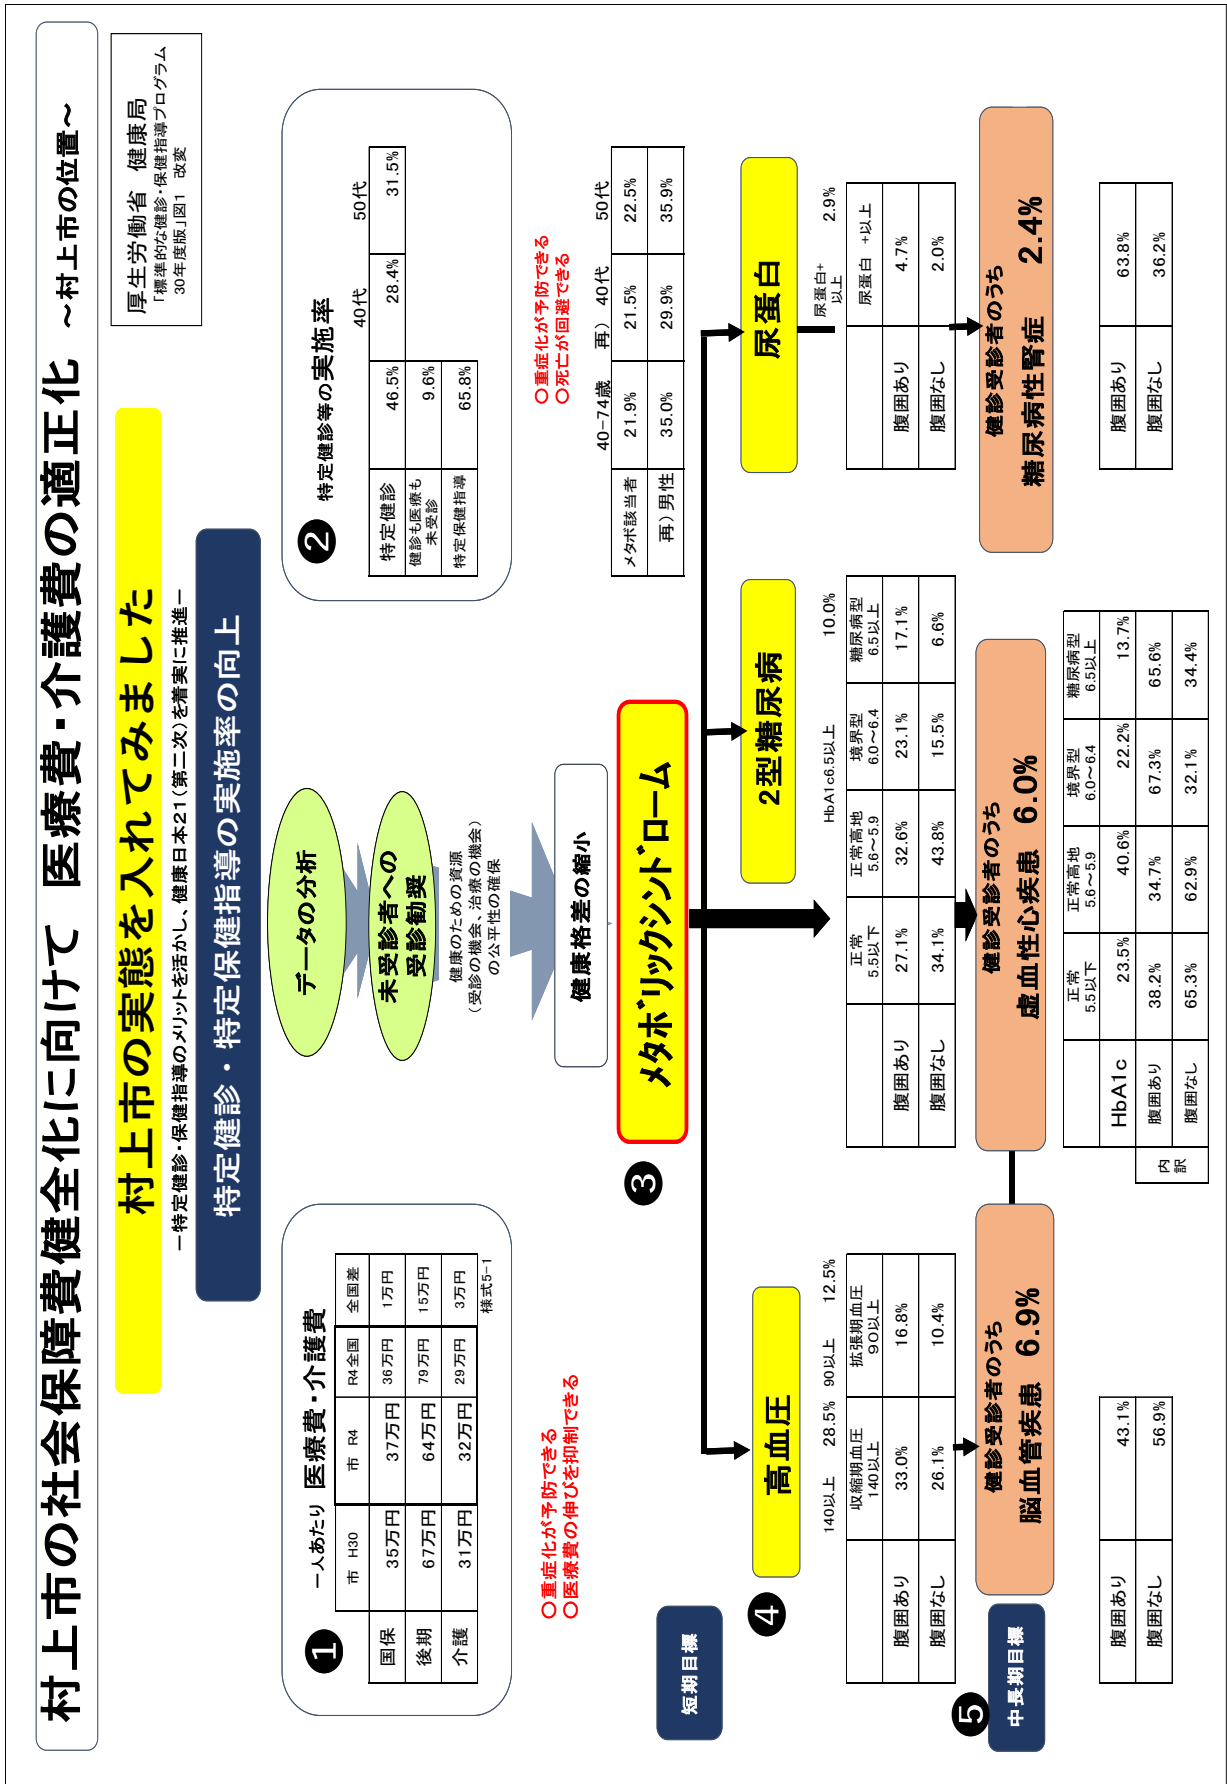 村上市の社会保障費健全化に向けて　医療費・介護費の適正化　～村上市の位置～
厚生労働省　健康局
「標準的な健診・保健指導プログラム
30年度版」図1　改変
村上市の実態を入れてみました
－特定健診・保健指導のメリットを活かし、健康日本21(第二次)を着実に推進－
特定健診・特定保健指導の実施率の向上
❶ 一人あたり 医療費・介護費
市 H30 市 R4 R4全国 全国差
国保 35万円 37万円 36万円 1万円
後期 67万円 64万円 79万円 15万円
介護 31万円 32万円 29万円 3万円
様式5-1
○重症化が予防できる
○医療費の伸びを抑制できる
データの分析
未受診者への
受診勧奨
健康のための資源
(受診の機会、治療の機会)
の公平性の確保
健康格差の縮小
❷ 特定健診等の実施率
40代 50代
特定健診 46.5% 28.4% 31.5%
健診も医療も
未受診 9.6%
特定保健指導 65.8%
○重症化が予防できる
○死亡が回避できる
❸ メタボリックシンドローム
40-74歳 再）40代 50代
メタボ該当者 21.9% 21.5% 22.5%
再）男性 35.0% 29.9% 35.9%
短期目標
❹ 高血圧
140以上 28.5% 90以上 12.5%
収縮期血圧
140以上
拡張期血圧
90以上
腹囲あり 33.0% 16.8%
腹囲なし 26.1% 10.4%
2型糖尿病
HbA1c6.5以上 10.0%
正常
5.5以下
正常高地
5.6～5.9
境界型
6.0～6.4
糖尿病型
6.5以上
腹囲あり 27.1% 32.6% 23.1% 17.1%
腹囲なし 34.1% 43.8% 15.5% 6.6%
尿蛋白
尿蛋白+
以上
2.9%
尿蛋白　+以上
腹囲あり 4.7%
腹囲なし 2.0%
❺ 中長期目標
健診受診者のうち
脳血管疾患 6.9%
腹囲あり 43.1%
腹囲なし 56.9%
健診受診者のうち
虚血性心疾患 6.0%
正常
5.5以下
正常高地
5.6～5.9
境界型
6.0～6.4
糖尿病型
6.5以上
HbA1c 23.5% 40.6% 22.2% 13.7%
内
訳
腹囲あり 38.2% 34.7% 67.3% 65.6%
腹囲なし 65.3% 62.9% 32.1% 34.4%
健診受診者のうち
糖尿病性腎症 2.4%
腹囲あり 63.8%
腹囲なし 36.2%